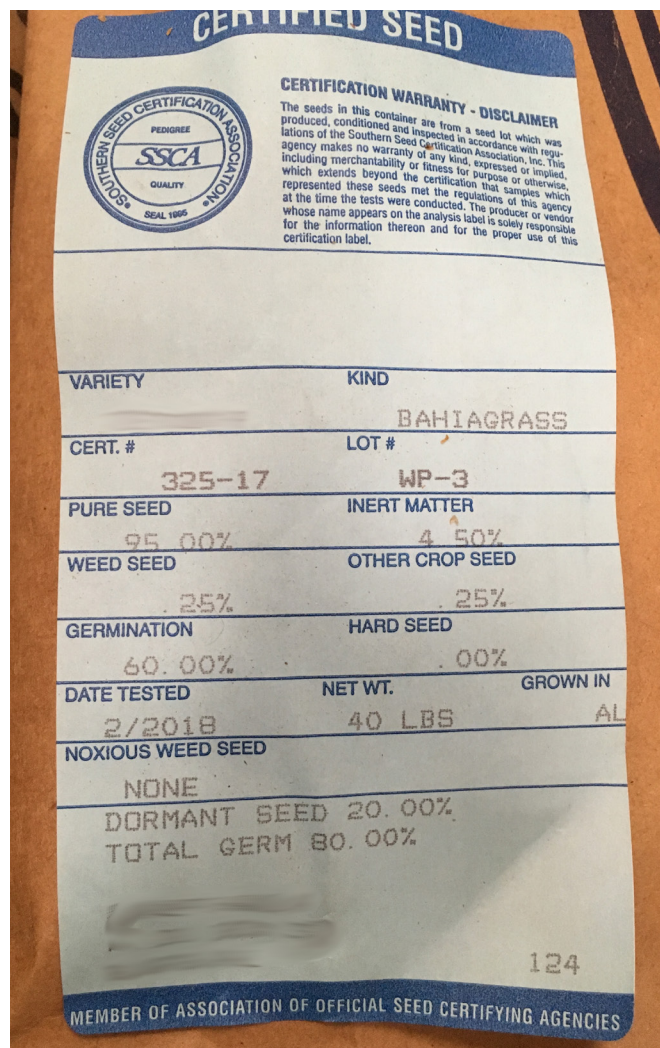 CERTIFIED SEED
SOUTHERN SEED CERTIFICATION ASSOCIATION
PEDIGREE
SSCA
QUALITY
SEAL 1995
CERTIFICATION WARRANTY - DISCLAIMER
The seeds in this container are from a seed lot which was
produced, conditioned and inspected in accordance with regu-
lations of the Southern Seed Certification Association, Inc. This
agency makes no warranty of any kind, expressed or implied,
including merchantability or fitness for purpose or otherwise,
which extends beyond the certification that samples which
represented these seeds met the regulations of this agency
at the time the tests were conducted. The producer or vendor
whose name appears on the analysis label is solely responsible
for the information thereon and for the proper use of this
certification label.
VARIETY KIND
BAHIAGRASS
CERT. # LOT #
325-17 WP-3
PURE SEED INERT MATTER
95.00% 4.50%
WEED SEED OTHER CROP SEED
.25% .25%
GERMINATION HARD SEED
60.00% .00%
DATE TESTED NET WT. GROWN IN
2/2018 40 LBS AL
NOXIOUS WEED SEED
NONE
DORMANT SEED 20.00%
TOTAL GERM 80.00%
124
MEMBER OF ASSOCIATION OF OFFICIAL SEED CERTIFYING AGENCIES